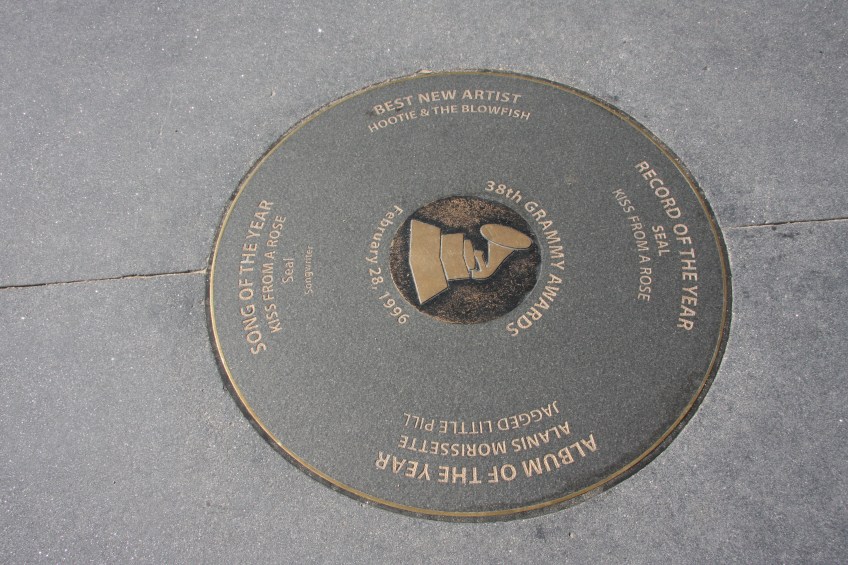 BEST NEW ARTIST
HOOTIE & THE BLOWFISH
RECORD OF THE YEAR
SEAL
KISS FROM A ROSE
ALBUM OF THE YEAR
ALANIS MORISSETTE
JAGGED LITTLE PILL
SONG OF THE YEAR
KISS FROM A ROSE
Seal
Songwriter
38th GRAMMY AWARDS
February 28, 1996